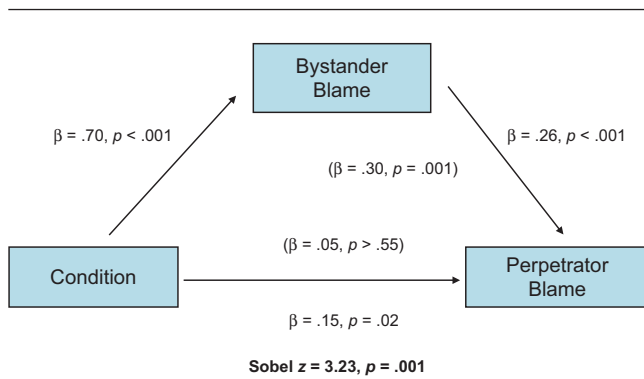 Bystander
Blame
β = .70, p < .001
β = .26, p < .001
(β = .30, p = .001)
(β = .05, p > .55)
Condition
Perpetrator
Blame
β = .15, p = .02
Sobel z = 3.23, p = .001